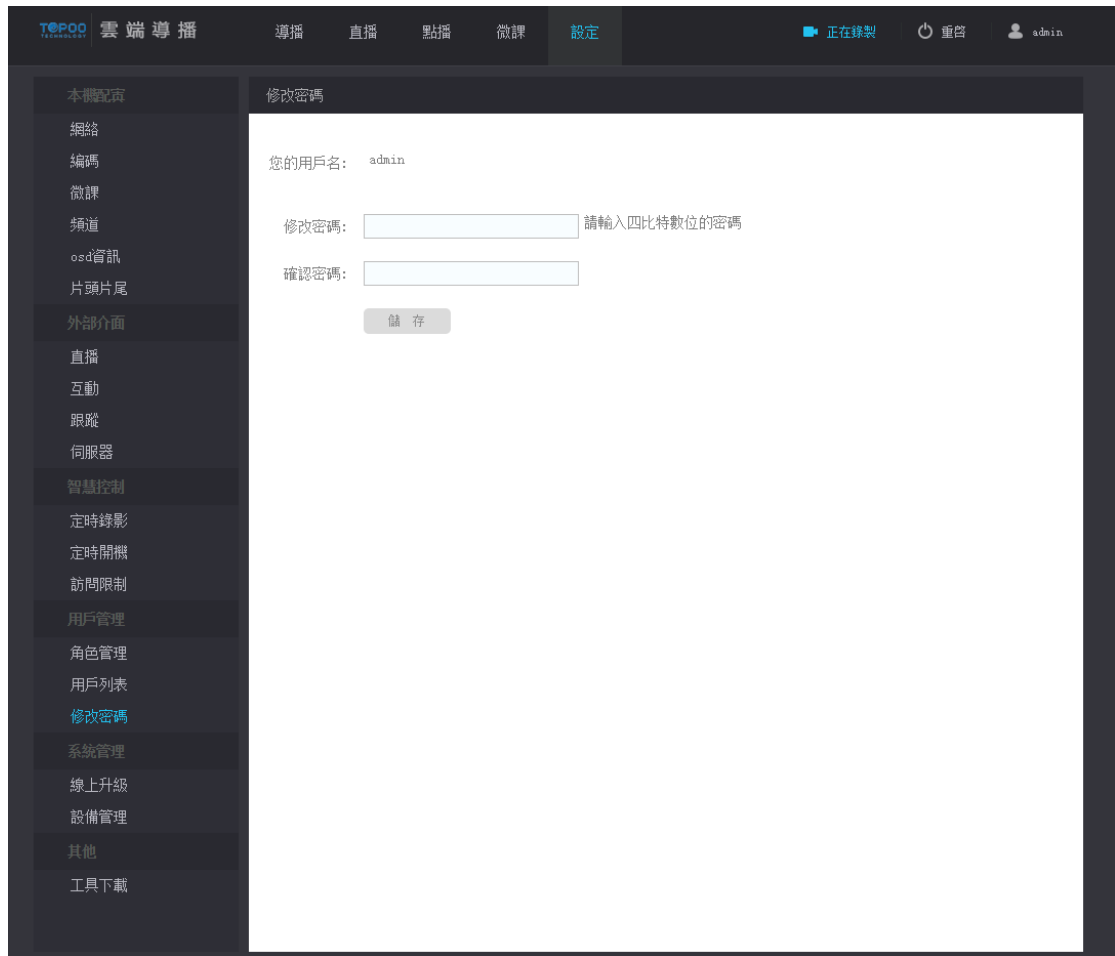 TOPOO TECHNOLOGY 雲端導播 導播 直播 點播 微課 設定 正在錄製 重啓 admin
本機配寘
網絡
編碼
微課
頻道
osd資訊
片頭片尾
外部介面
直播
互動
跟蹤
伺服器
智慧控制
定時錄影
定時開機
訪問限制
用戶管理
角色管理
用戶列表
修改密碼
系統管理
線上升級
設備管理
其他
工具下載
修改密碼
您的用戶名: admin
修改密碼: 請輸入四比特數位的密碼
確認密碼:
儲 存